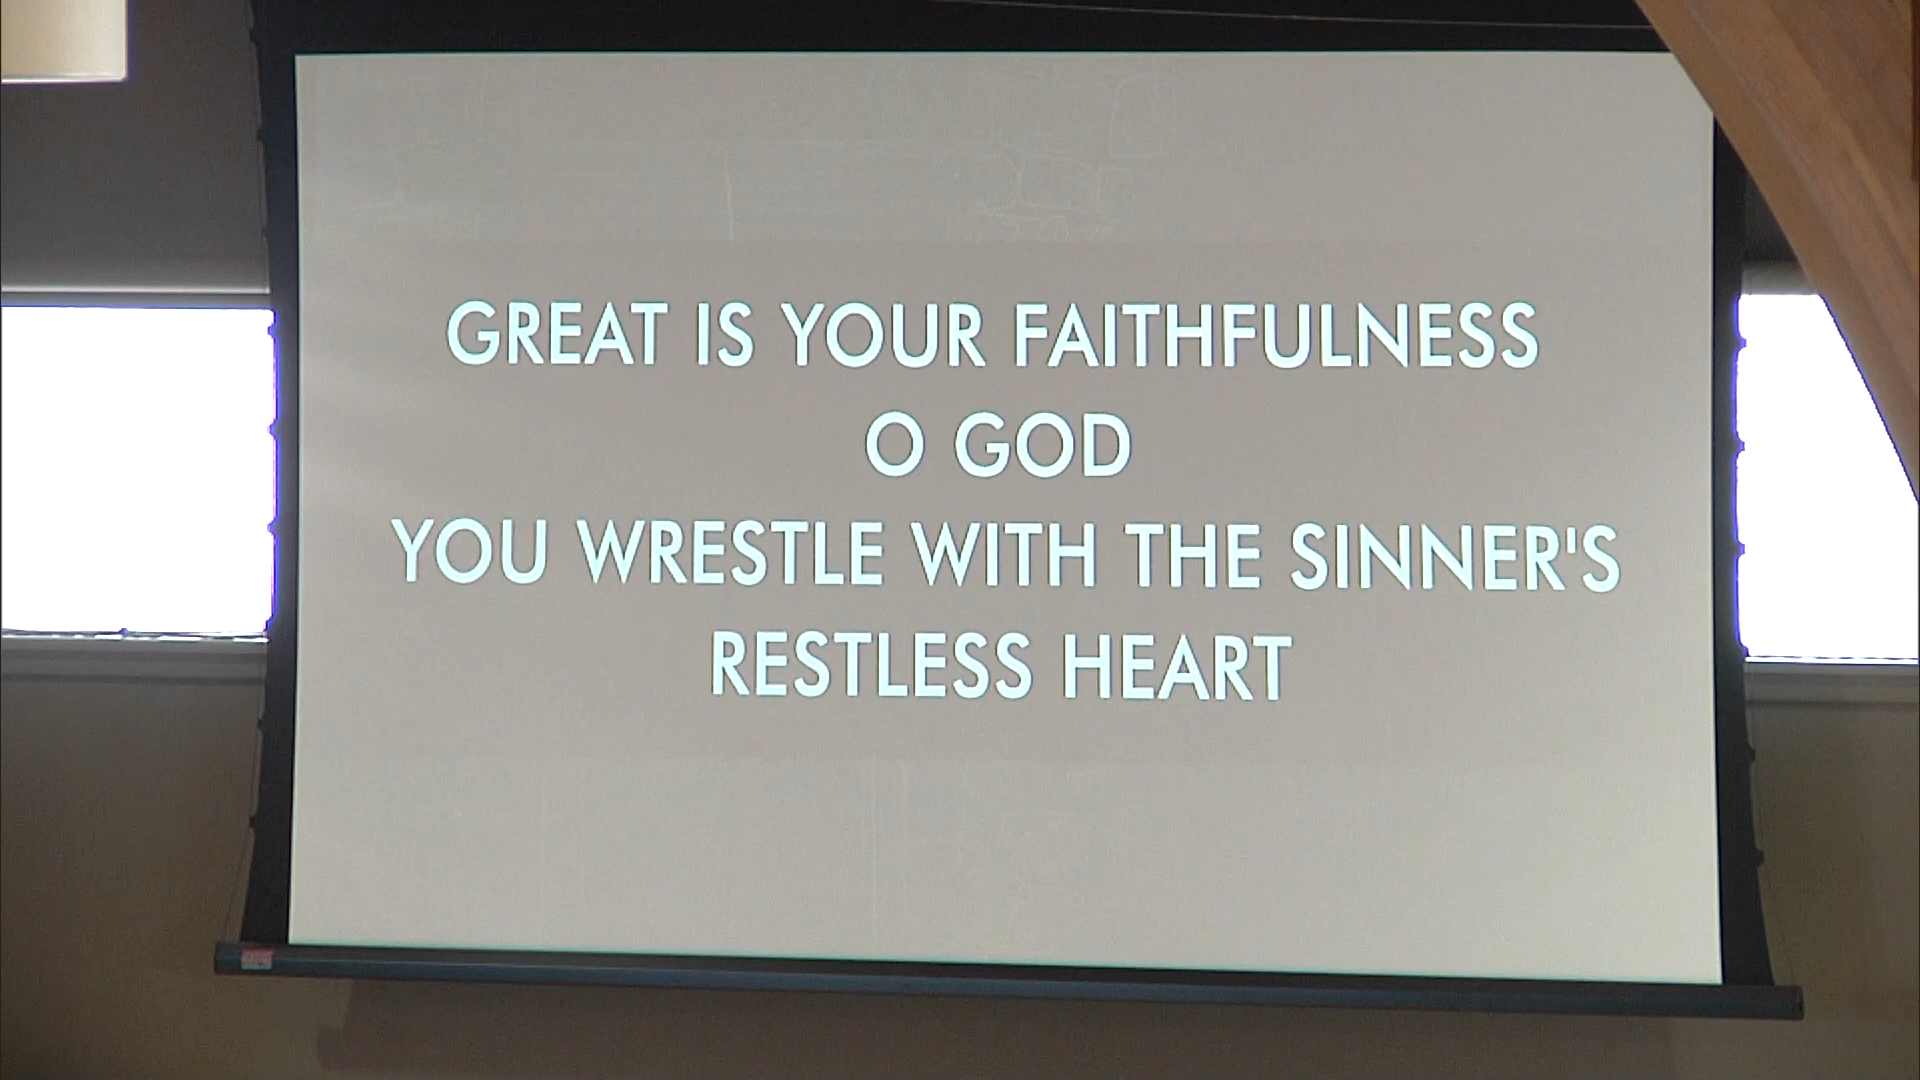 GREAT IS YOUR FAITHFULNESS
O GOD
YOU WRESTLE WITH THE SINNER'S
RESTLESS HEART